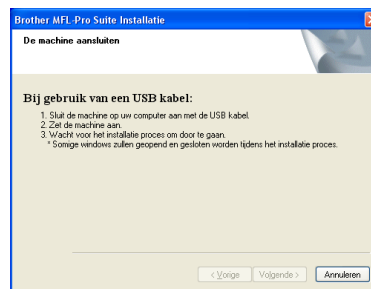 Brother MFL-Pro Suite Installatie
De machine aansluiten
Bij gebruik van een USB kabel:
1. Sluit de machine op uw computer aan met de USB kabel.
2. Zet de machine aan.
3. Wacht voor het installatie proces om door te gaan.
* Somige windows zullen geopend en gesloten worden tijdens het installatie proces.
< Vorige
Volgende >
Annuleren